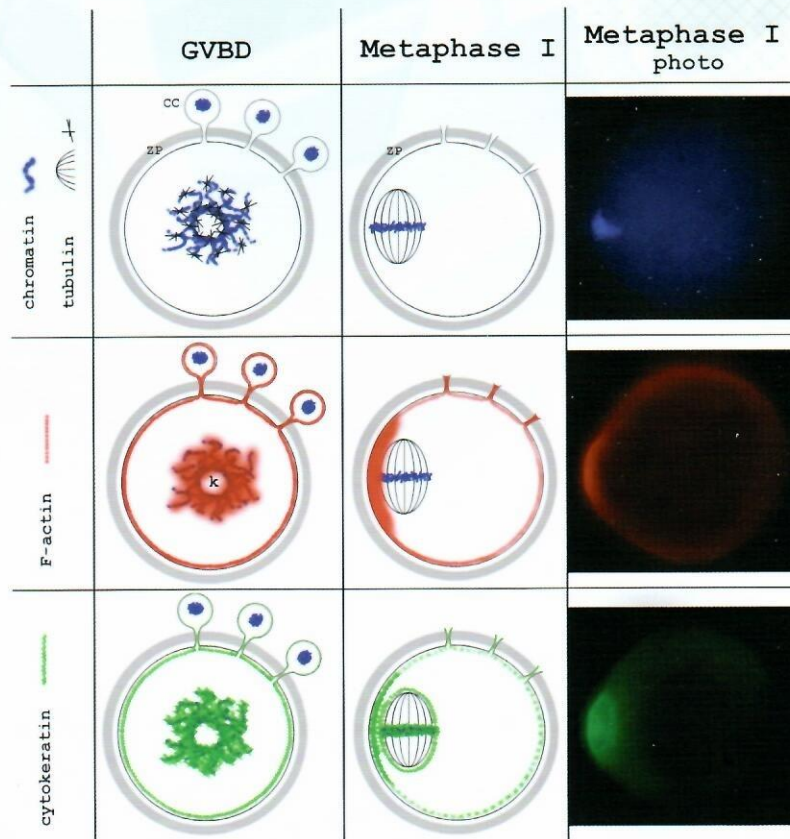 GVBD
Metaphase I
Metaphase I
photo
chromatin
tubulin
CC
ZP
ZP
F-actin
k
cytokeratin